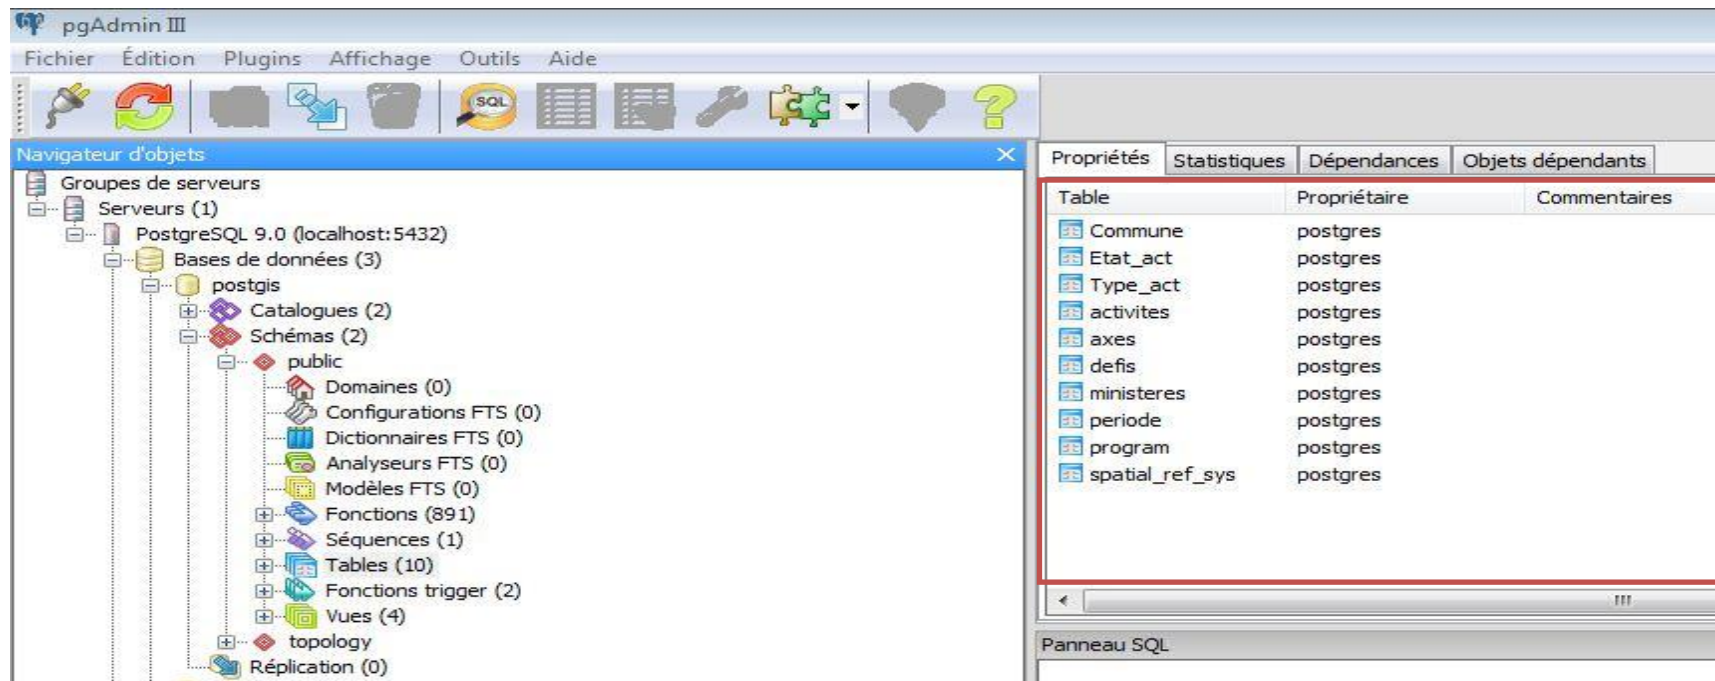 pgAdmin III
Fichier Édition Plugins Affichage Outils Aide
SQL
Navigateur d'objets
Groupes de serveurs
Serveurs (1)
PostgreSQL 9.0 (localhost:5432)
Bases de données (3)
postgis
Catalogues (2)
Schémas (2)
public
Domaines (0)
Configurations FTS (0)
Dictionnaires FTS (0)
Analyseurs FTS (0)
Modèles FTS (0)
Fonctions (891)
Séquences (1)
Tables (10)
Fonctions trigger (2)
Vues (4)
topology
Réplication (0)
Propriétés Statistiques Dépendances Objets dépendants
Table Propriétaire Commentaires
Commune postgres
Etat_act postgres
Type_act postgres
activites postgres
axes postgres
defis postgres
ministeres postgres
periode postgres
program postgres
spatial_ref_sys postgres
Panneau SQL